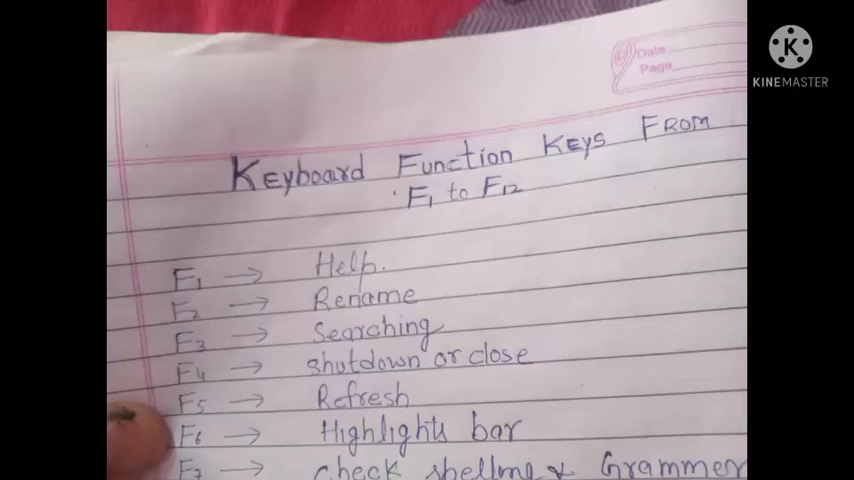 Date
Page
K
KINEMASTER
Keyboard Function Keys From
F1 to F12
F1 → Help.
F2 → Rename
F3 → Searching
F4 → shutdown or close
F5 → Refresh
F6 → Highlights bar
F7 → check spelling & Grammer